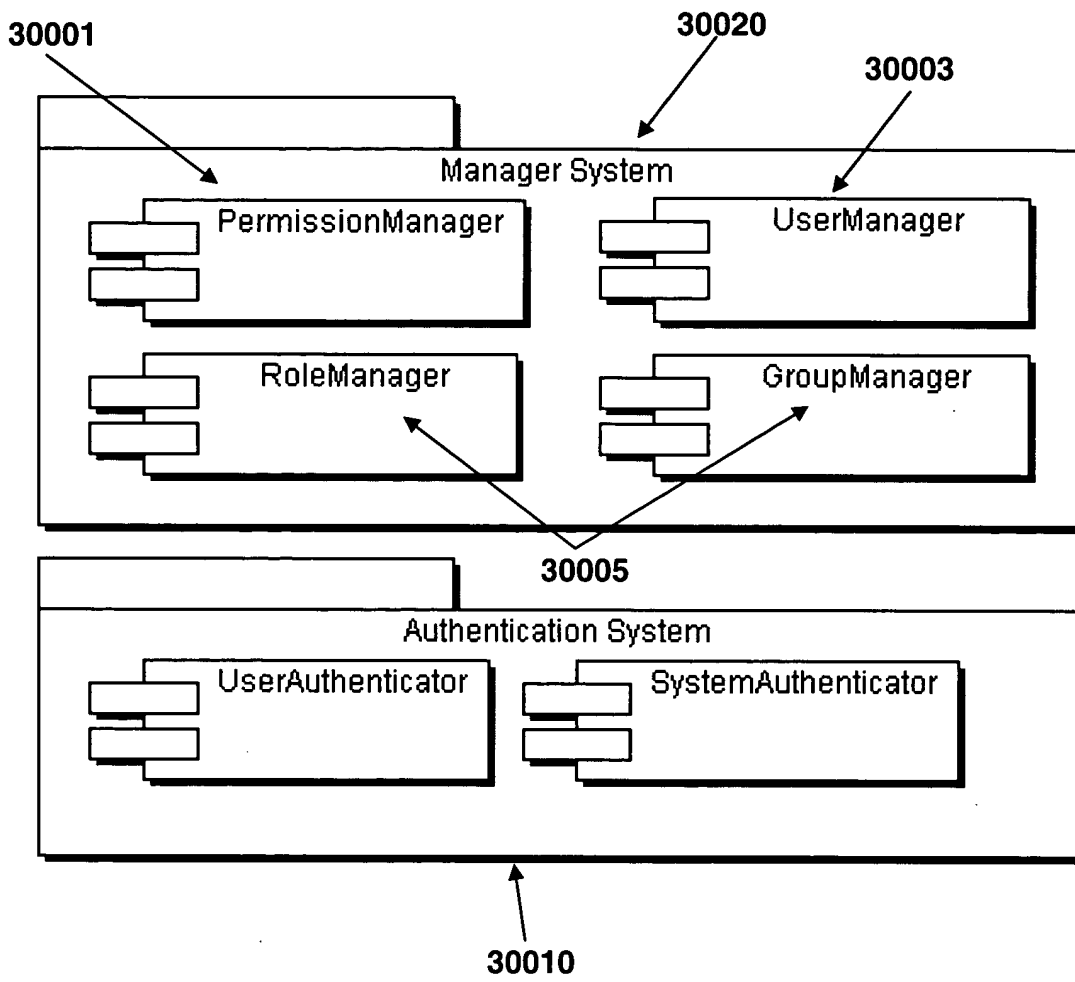 30001
30020
30003
Manager System
PermissionManager
UserManager
RoleManager
GroupManager
30005
Authentication System
UserAuthenticator
SystemAuthenticator
30010